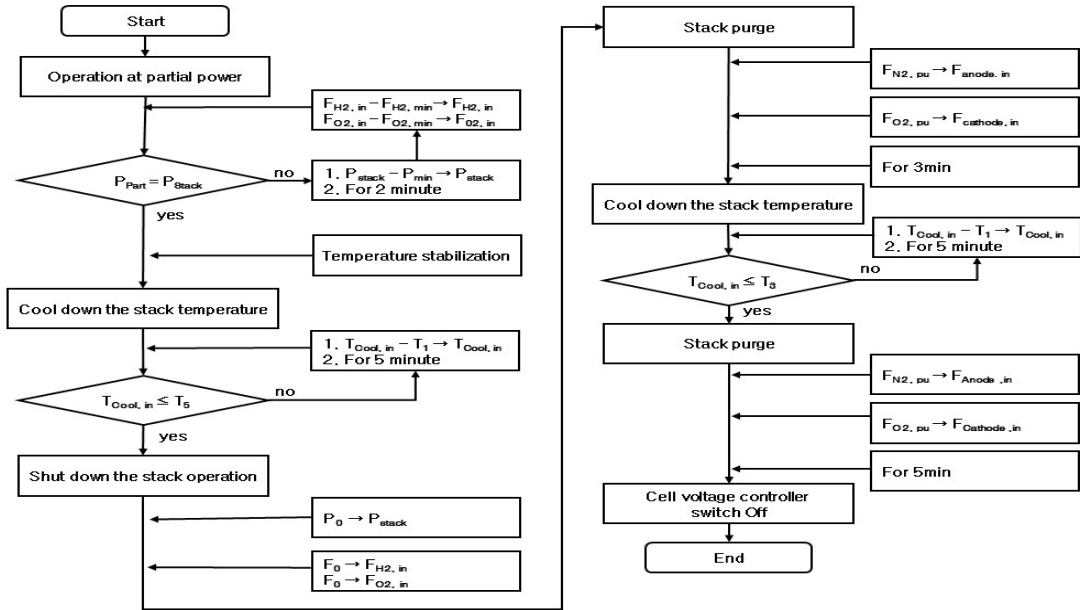 Start
Operation at partial power
F_H2, in − F_H2, min → F_H2, in
F_O2, in − F_O2, min → F_02, in
P_Part = P_Stack
no
1. P_stack − P_min → P_stack
2. For 2 minute
yes
Temperature stabilization
Cool down the stack temperature
1. T_Cool, in − T_1 → T_Cool, in
2. For 5 minute
T_Cool, in ≤ T_5
no
yes
Shut down the stack operation
P_0 → P_stack
F_0 → F_H2, in
F_0 → F_O2, in
Stack purge
F_N2, pu → F_anode, in
F_O2, pu → F_cathode, in
For 3min
Cool down the stack temperature
1. T_Cool, in − T_1 → T_Cool, in
2. For 5 minute
T_Cool, in ≤ T_3
no
yes
Stack purge
F_N2, pu → F_Anode ,in
F_O2, pu → F_Cathode ,in
For 5min
Cell voltage controller
switch Off
End